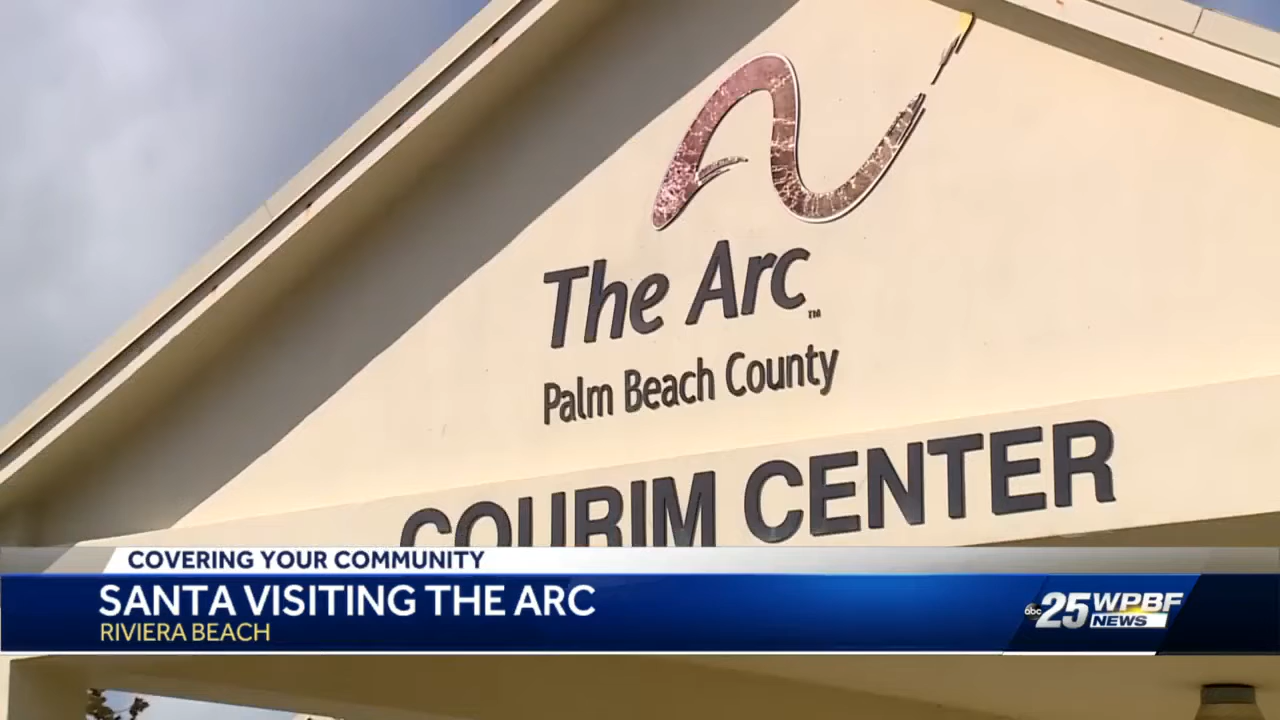 The Arc
™
Palm Beach County
COURIM CENTER
COVERING YOUR COMMUNITY
SANTA VISITING THE ARC
RIVIERA BEACH
abc 25 WPBF
NEWS